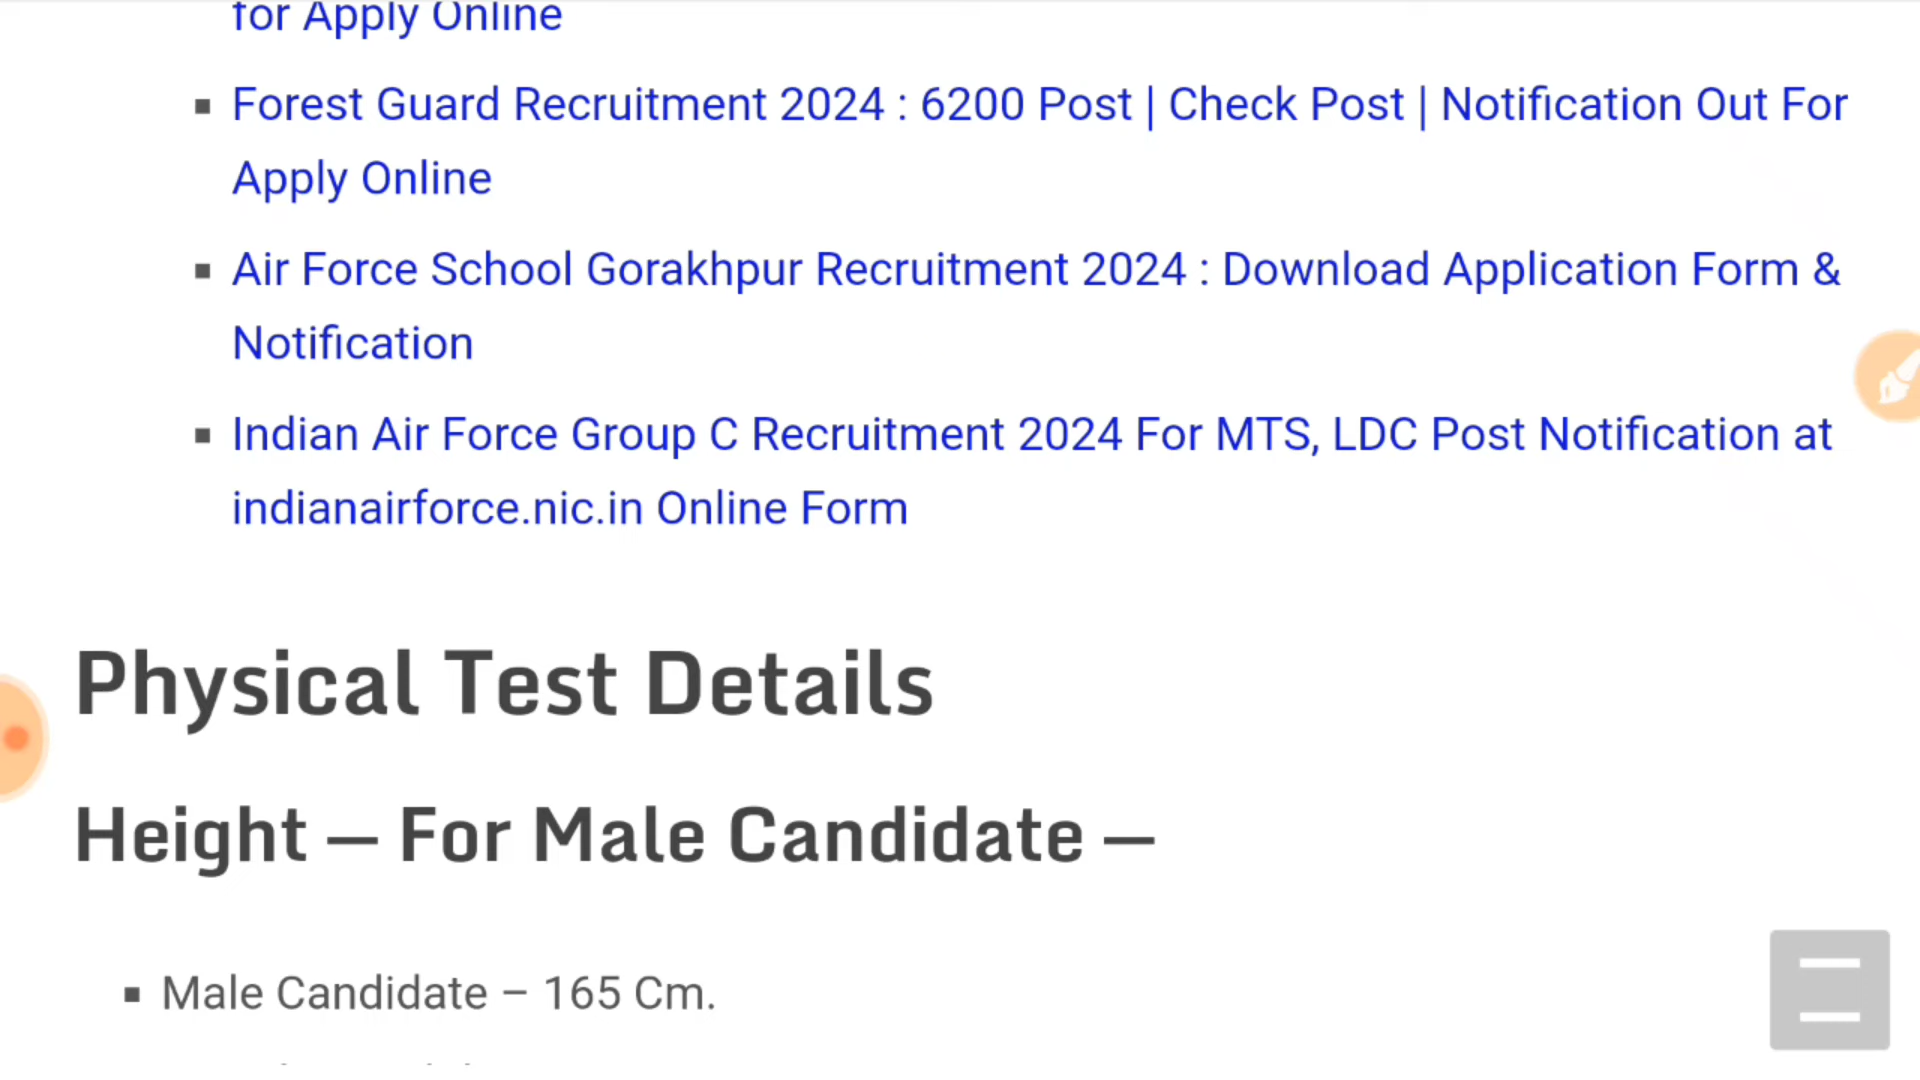 for Apply Online
Forest Guard Recruitment 2024 : 6200 Post | Check Post | Notification Out For
Apply Online
Air Force School Gorakhpur Recruitment 2024 : Download Application Form &
Notification
Indian Air Force Group C Recruitment 2024 For MTS, LDC Post Notification at
indianairforce.nic.in Online Form
Physical Test Details
Height — For Male Candidate —
Male Candidate – 165 Cm.